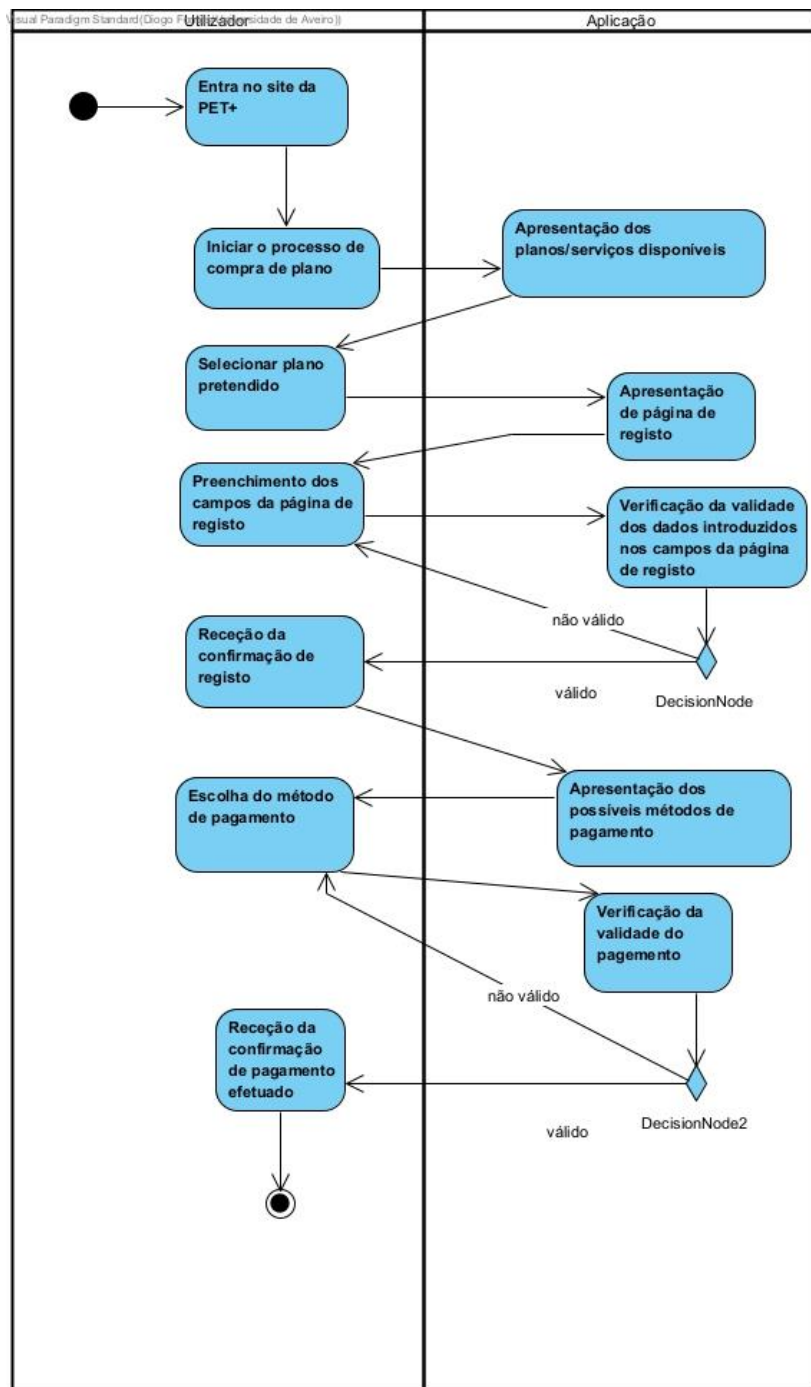 Visual Paradigm Standard(Diogo
Utilizador
Aplicação
Entra no site da
PET+
Iniciar o processo de
compra de plano
Apresentação dos
planos/serviços disponíveis
Selecionar plano
pretendido
Apresentação
de página de
registo
Preenchimento dos
campos da página de
registo
Verificação da validade
dos dados introduzidos
nos campos da página
de registo
não válido
Receção da
confirmação de
registo
válido
DecisionNode
Escolha do método
de pagamento
Apresentação dos
possíveis métodos de
pagamento
Verificação da
validade do
pagemento
não válido
Receção da
confirmação
de pagamento
efetuado
válido
DecisionNode2